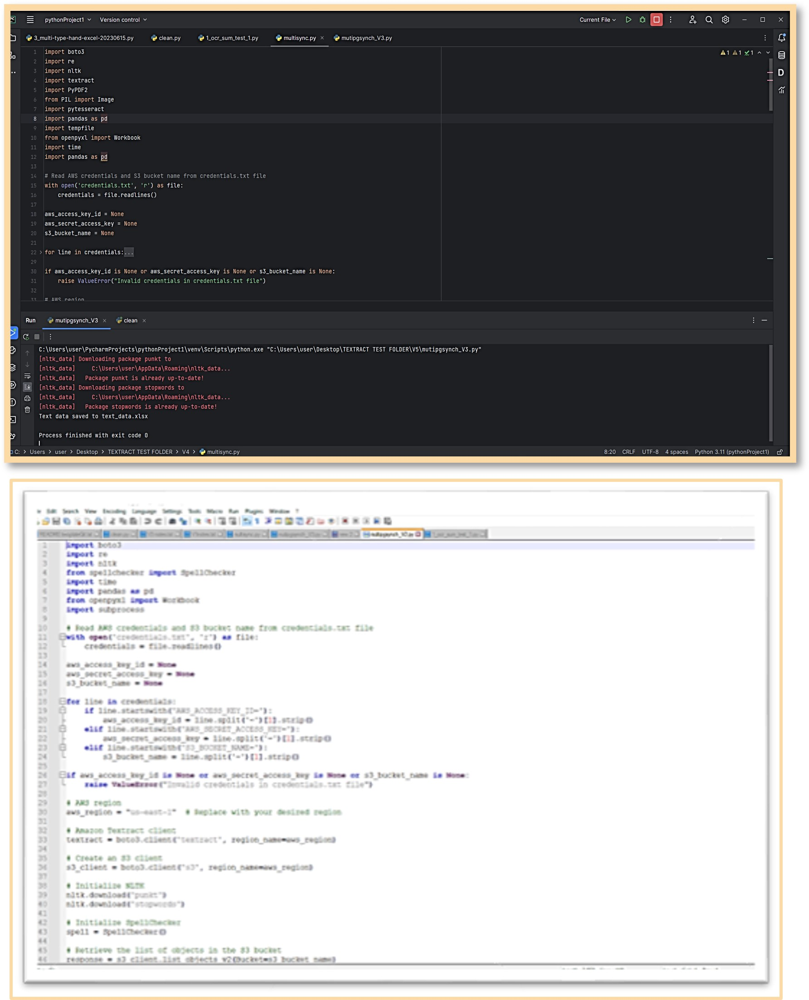 PC pythonProject1 Version control Current File
3_multi-type-hand-excel-20230615.py clean.py 1_ocr_sum_test_1.py multisync.py mutipgsynch_V3.py
1 import boto3
2 import re
3 import nltk
4 import textract
5 import PyPDF2
6 from PIL import Image
7 import pytesseract
8 import pandas as pd
9 import tempfile
10 from openpyxl import Workbook
11 import time
12 import pandas as pd
13
14 # Read AWS credentials and S3 bucket name from credentials.txt file
15 with open('credentials.txt', 'r') as file:
16 credentials = file.readlines()
17
18 aws_access_key_id = None
19 aws_secret_access_key = None
20 s3_bucket_name = None
21
22 for line in credentials:...
29
30 if aws_access_key_id is None or aws_secret_access_key is None or s3_bucket_name is None:
31 raise ValueError("Invalid credentials in credentials.txt file")
32
33 # AWS region
1 1 1
D
Run mutipgsynch_V3 clean
C:\Users\user\PycharmProjects\pythonProject1\venv\Scripts\python.exe "C:\Users\user\Desktop\TEXTRACT TEST FOLDER\V5\mutipgsynch_V3.py"
[nltk_data] Downloading package punkt to
[nltk_data] C:\Users\user\AppData\Roaming\nltk_data...
[nltk_data] Package punkt is already up-to-date!
[nltk_data] Downloading package stopwords to
[nltk_data] C:\Users\user\AppData\Roaming\nltk_data...
[nltk_data] Package stopwords is already up-to-date!
Text data saved to text_data.xlsx
Process finished with exit code 0
C: > Users > user > Desktop > TEXTRACT TEST FOLDER > V4 > multisync.py 8:20 CRLF UTF-8 4 spaces Python 3.11 (pythonProject1)
Edit Search View Encoding Language Settings Tools Macro Run Plugins Window ?
1 import boto3
2 import re
3 import nltk
4 from spellchecker import SpellChecker
5 import time
6 import pandas as pd
7 from openpyxl import Workbook
8 import subprocess
9
10 # Read AWS credentials and S3 bucket name from credentials.txt file
11 with open('credentials.txt', 'r') as file:
12 credentials = file.readlines()
13
14 aws_access_key_id = None
15 aws_secret_access_key = None
16 s3_bucket_name = None
17
18 for line in credentials:
19 if line.startswith("AWS_ACCESS_KEY_ID="):
20 aws_access_key_id = line.split('=')[1].strip()
21 elif line.startswith("AWS_SECRET_ACCESS_KEY="):
22 aws_secret_access_key = line.split('=')[1].strip()
23 elif line.startswith("S3_BUCKET_NAME="):
24 s3_bucket_name = line.split('=')[1].strip()
25
26 if aws_access_key_id is None or aws_secret_access_key is None or s3_bucket_name is None:
27 raise ValueError("Invalid credentials in credentials.txt file")
28
29 # AWS region
30 aws_region = "us-east-1" # Replace with your desired region
31
32 # Amazon Textract client
33 textract = boto3.client("textract", region_name=aws_region)
34
35 # Create an S3 client
36 s3_client = boto3.client("s3", region_name=aws_region)
37
38 # Initialize NLTK
39 nltk.download("punkt")
40 nltk.download("stopwords")
41
42 # Initialize SpellChecker
43 spell = SpellChecker()
44
45 # Retrieve the list of objects in the S3 bucket
46 response = s3_client.list_objects_v2(Bucket=s3_bucket_name)